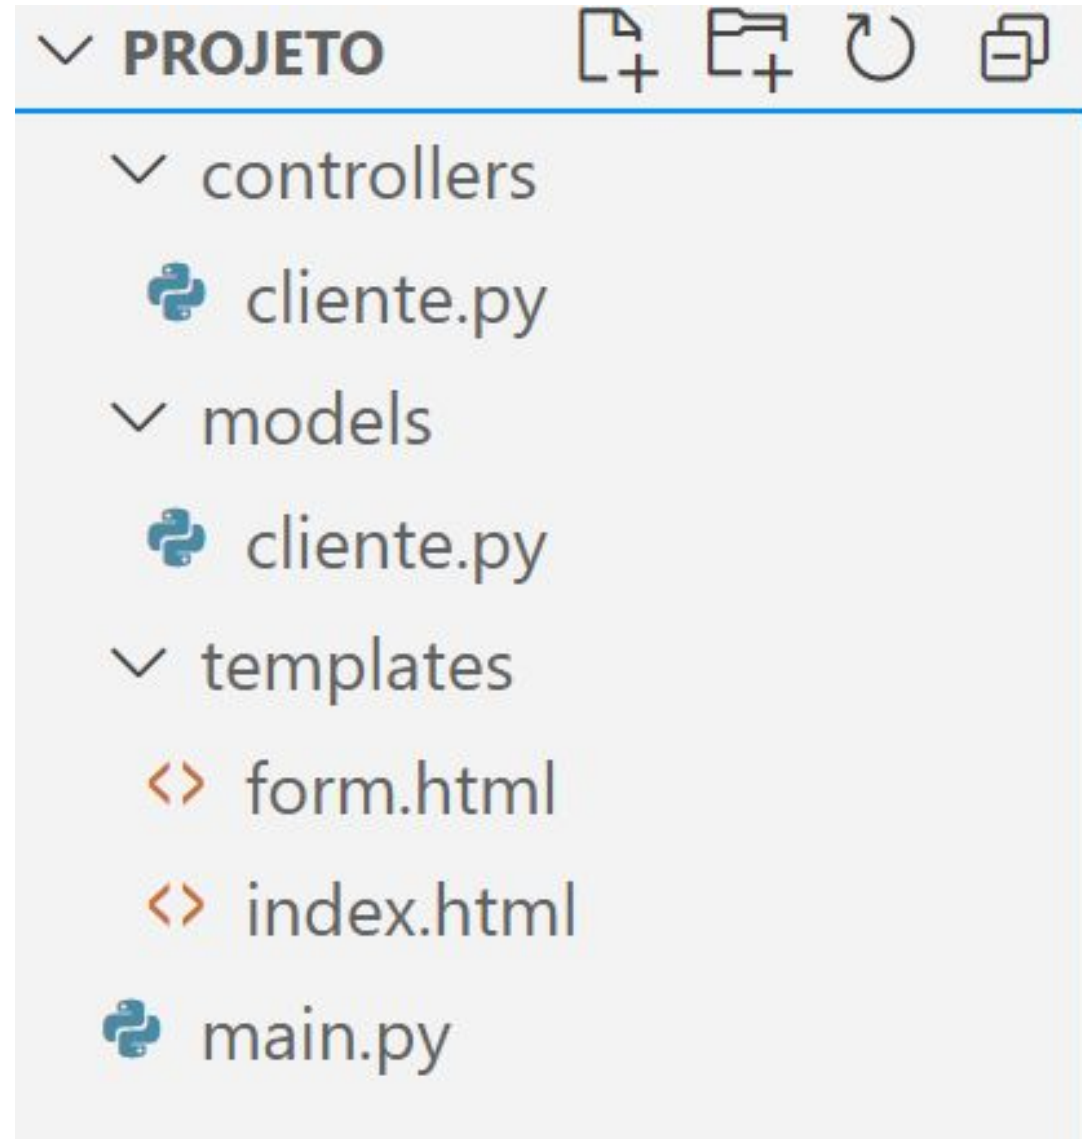 PROJETO
controllers
cliente.py
models
cliente.py
templates
form.html
index.html
main.py